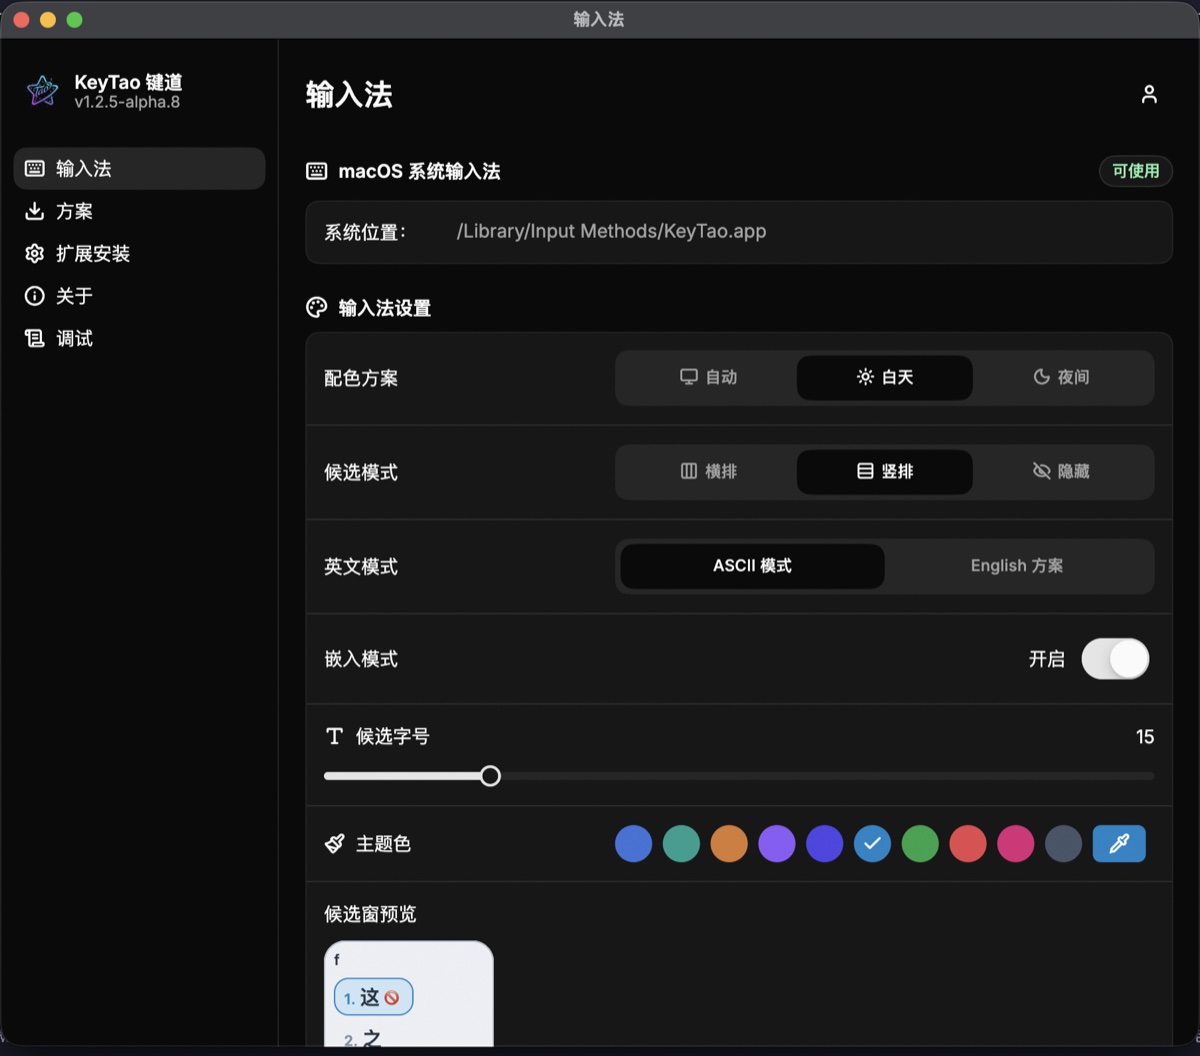 输入法
KeyTao 键道
v1.2.5-alpha.8
输入法
方案
扩展安装
关于
调试
输入法
macOS 系统输入法
可使用
系统位置： /Library/Input Methods/KeyTao.app
输入法设置
配色方案 自动 白天 夜间
候选模式 横排 竖排 隐藏
英文模式 ASCII 模式 English 方案
嵌入模式 开启
候选字号 15
主题色
候选窗预览
f
1. 这
2. 之